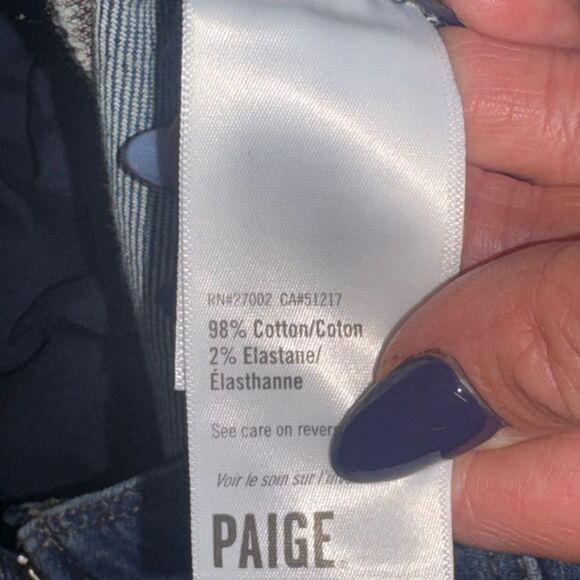 RN#27002 CA#51217
98% Cotton/Coton
2% Elastane/
Élasthanne
See care on
Voir le soin sur
PAIGE